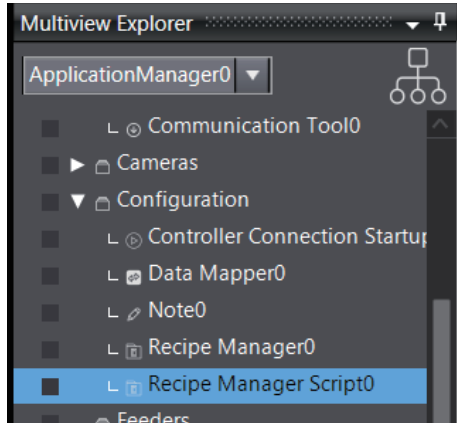 Multiview Explorer
ApplicationManager0
Communication Tool0
Cameras
Configuration
Controller Connection Startup
Data Mapper0
Note0
Recipe Manager0
Recipe Manager Script0
Feeders